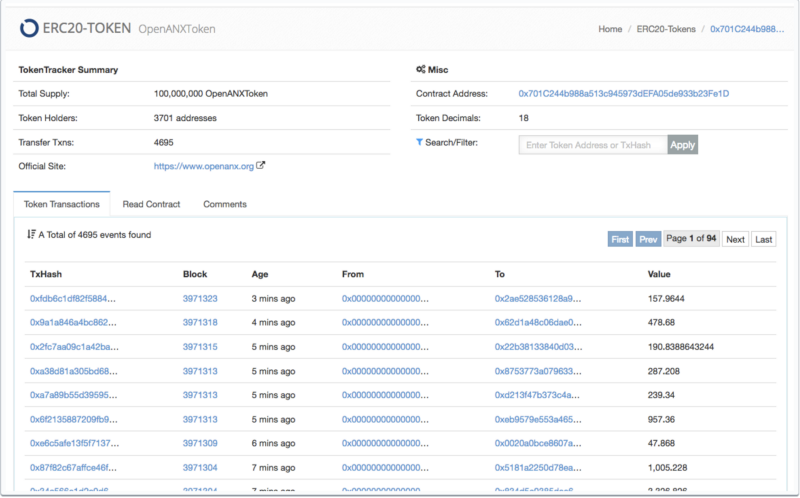 ERC20-TOKEN OpenANXToken
Home / ERC20-Tokens / 0x701C244b988...
TokenTracker Summary
Total Supply: 100,000,000 OpenANXToken
Token Holders: 3701 addresses
Transfer Txns: 4695
Official Site: https://www.openanx.org
Misc
Contract Address: 0x701C244b988a513c945973dEFA05de933b23Fe1D
Token Decimals: 18
Search/Filter: Enter Token Address or TxHash Apply
Token Transactions Read Contract Comments
A Total of 4695 events found
First Prev Page 1 of 94 Next Last
TxHash Block Age From To Value
0xfdb6c1df82f5884... 3971323 3 mins ago 0x00000000000000... 0x2ae528536128a9... 157.9644
0x9a1a846a4bc862... 3971318 4 mins ago 0x00000000000000... 0x62d1a48c06dae0... 478.68
0x2fc7aa09c1a42ba... 3971315 5 mins ago 0x00000000000000... 0x22b38133840d03... 190.8388643244
0xa38d81a305bd68... 3971313 5 mins ago 0x00000000000000... 0x8753773a079633... 287.208
0xa7a89b55d39595... 3971313 5 mins ago 0x00000000000000... 0xd213f47b373c4a... 239.34
0x6f2135887209fb9... 3971313 5 mins ago 0x00000000000000... 0xeb9579e553a465... 957.36
0xe6c5afe13f5f7137... 3971309 6 mins ago 0x00000000000000... 0x0020a0bce8607a... 47.868
0x87f82c67affce46f... 3971304 7 mins ago 0x00000000000000... 0x5181a2250d78ea... 1,005.228
3971304 7 mins ago